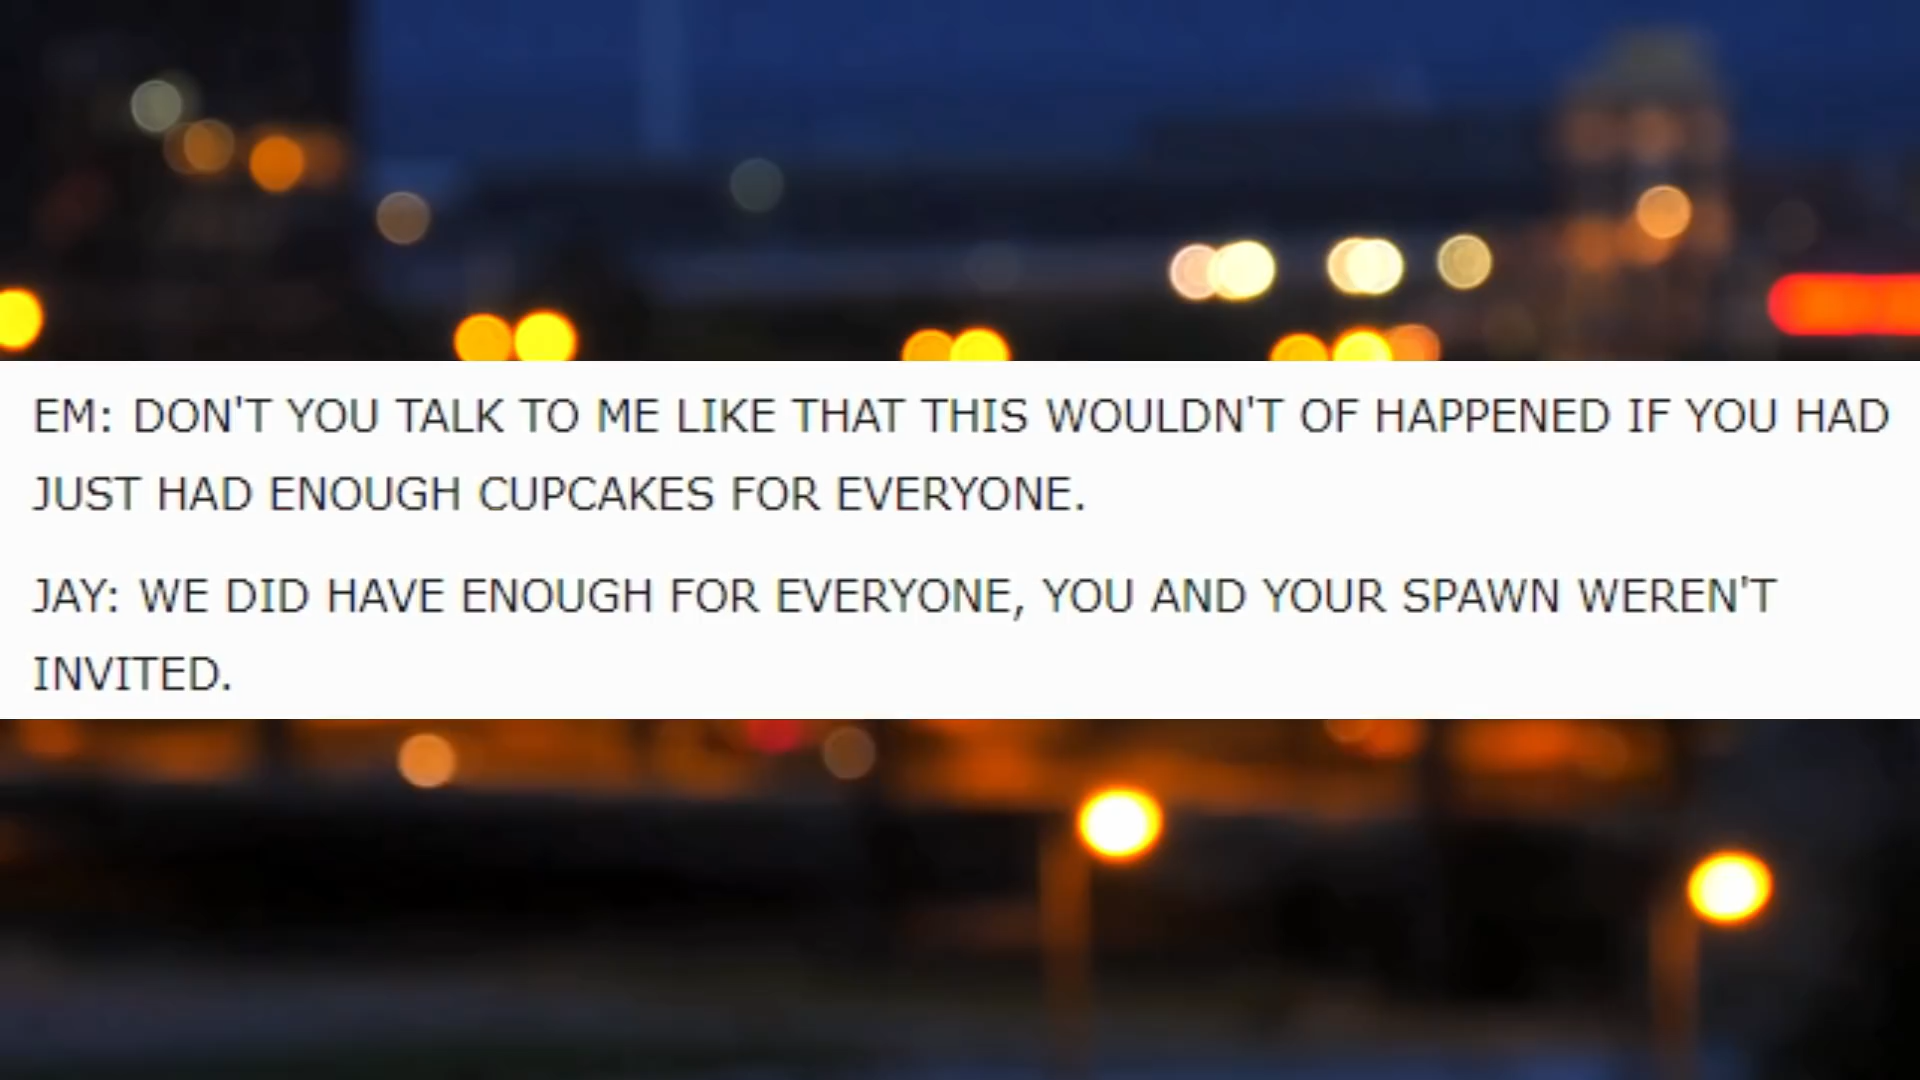 EM: DON'T YOU TALK TO ME LIKE THAT THIS WOULDN'T OF HAPPENED IF YOU HAD
JUST HAD ENOUGH CUPCAKES FOR EVERYONE.
JAY: WE DID HAVE ENOUGH FOR EVERYONE, YOU AND YOUR SPAWN WEREN'T
INVITED.